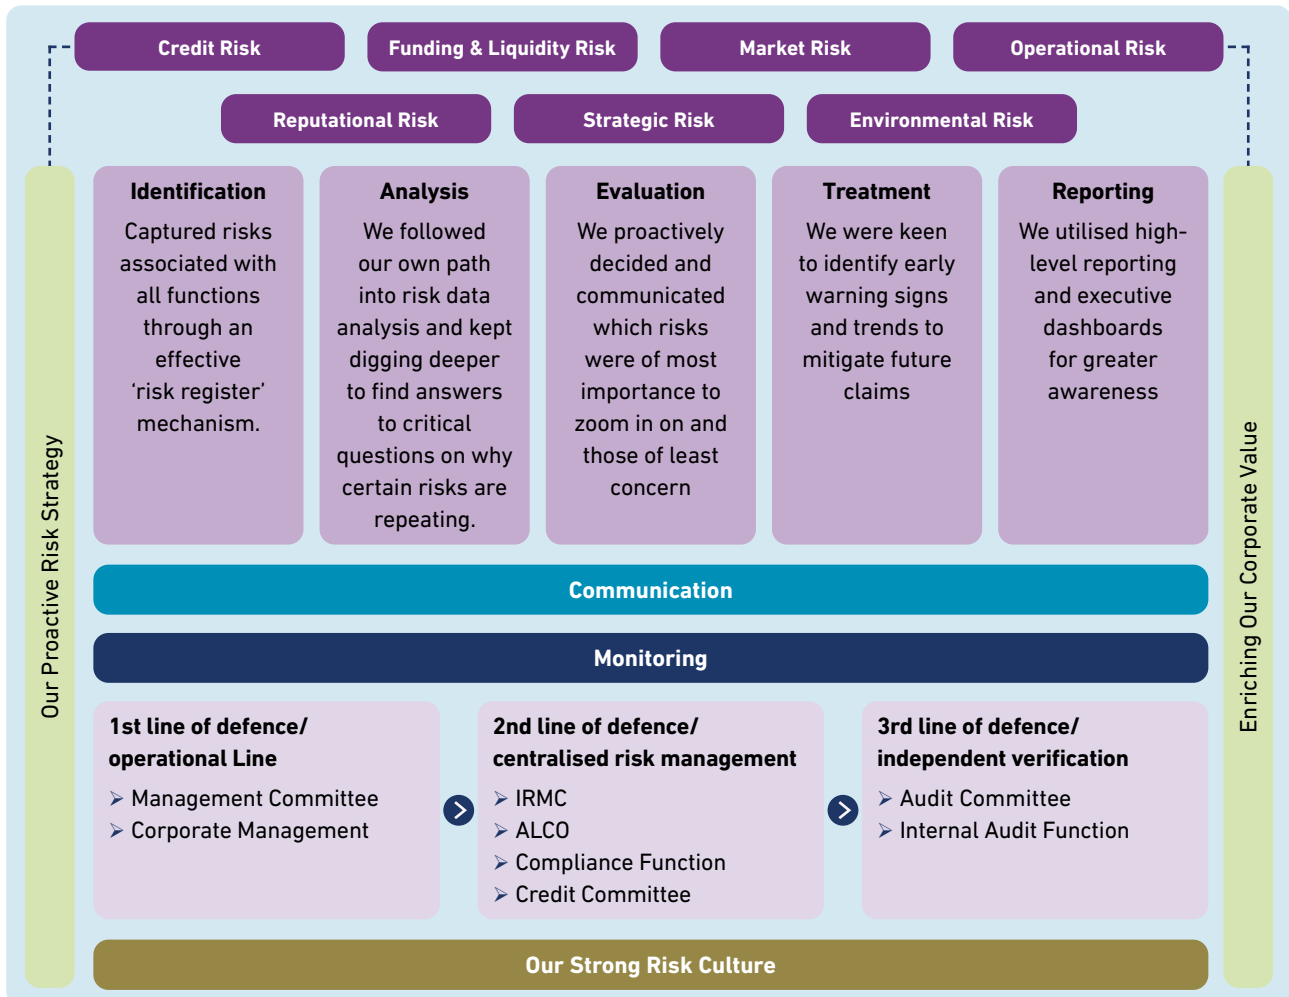 Credit Risk
Funding & Liquidity Risk
Market Risk
Operational Risk
Reputational Risk
Strategic Risk
Environmental Risk
Our Proactive Risk Strategy
Identification
Captured risks
associated with
all functions
through an
effective
‘risk register’
mechanism.
Analysis
We followed
our own path
into risk data
analysis and kept
digging deeper
to find answers
to critical
questions on why
certain risks are
repeating.
Evaluation
We proactively
decided and
communicated
which risks
were of most
importance to
zoom in on and
those of least
concern
Treatment
We were keen
to identify early
warning signs
and trends to
mitigate future
claims
Reporting
We utilised high-
level reporting
and executive
dashboards
for greater
awareness
Enriching Our Corporate Value
Communication
Monitoring
1st line of defence/
operational Line
➢ Management Committee
➢ Corporate Management
2nd line of defence/
centralised risk management
➢ IRMC
➢ ALCO
➢ Compliance Function
➢ Credit Committee
3rd line of defence/
independent verification
➢ Audit Committee
➢ Internal Audit Function
Our Strong Risk Culture